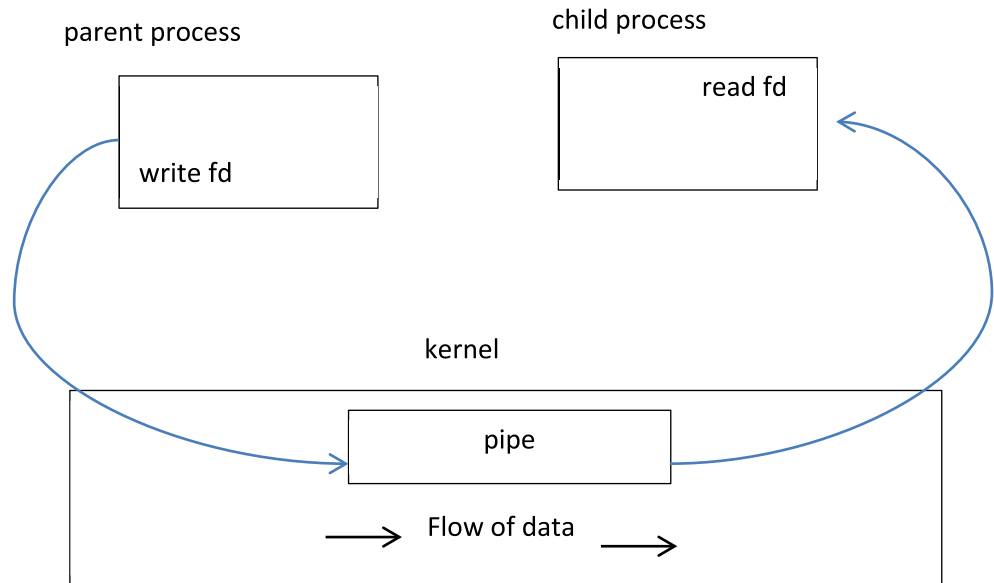 parent process
child process
read fd
write fd
kernel
pipe
Flow of data